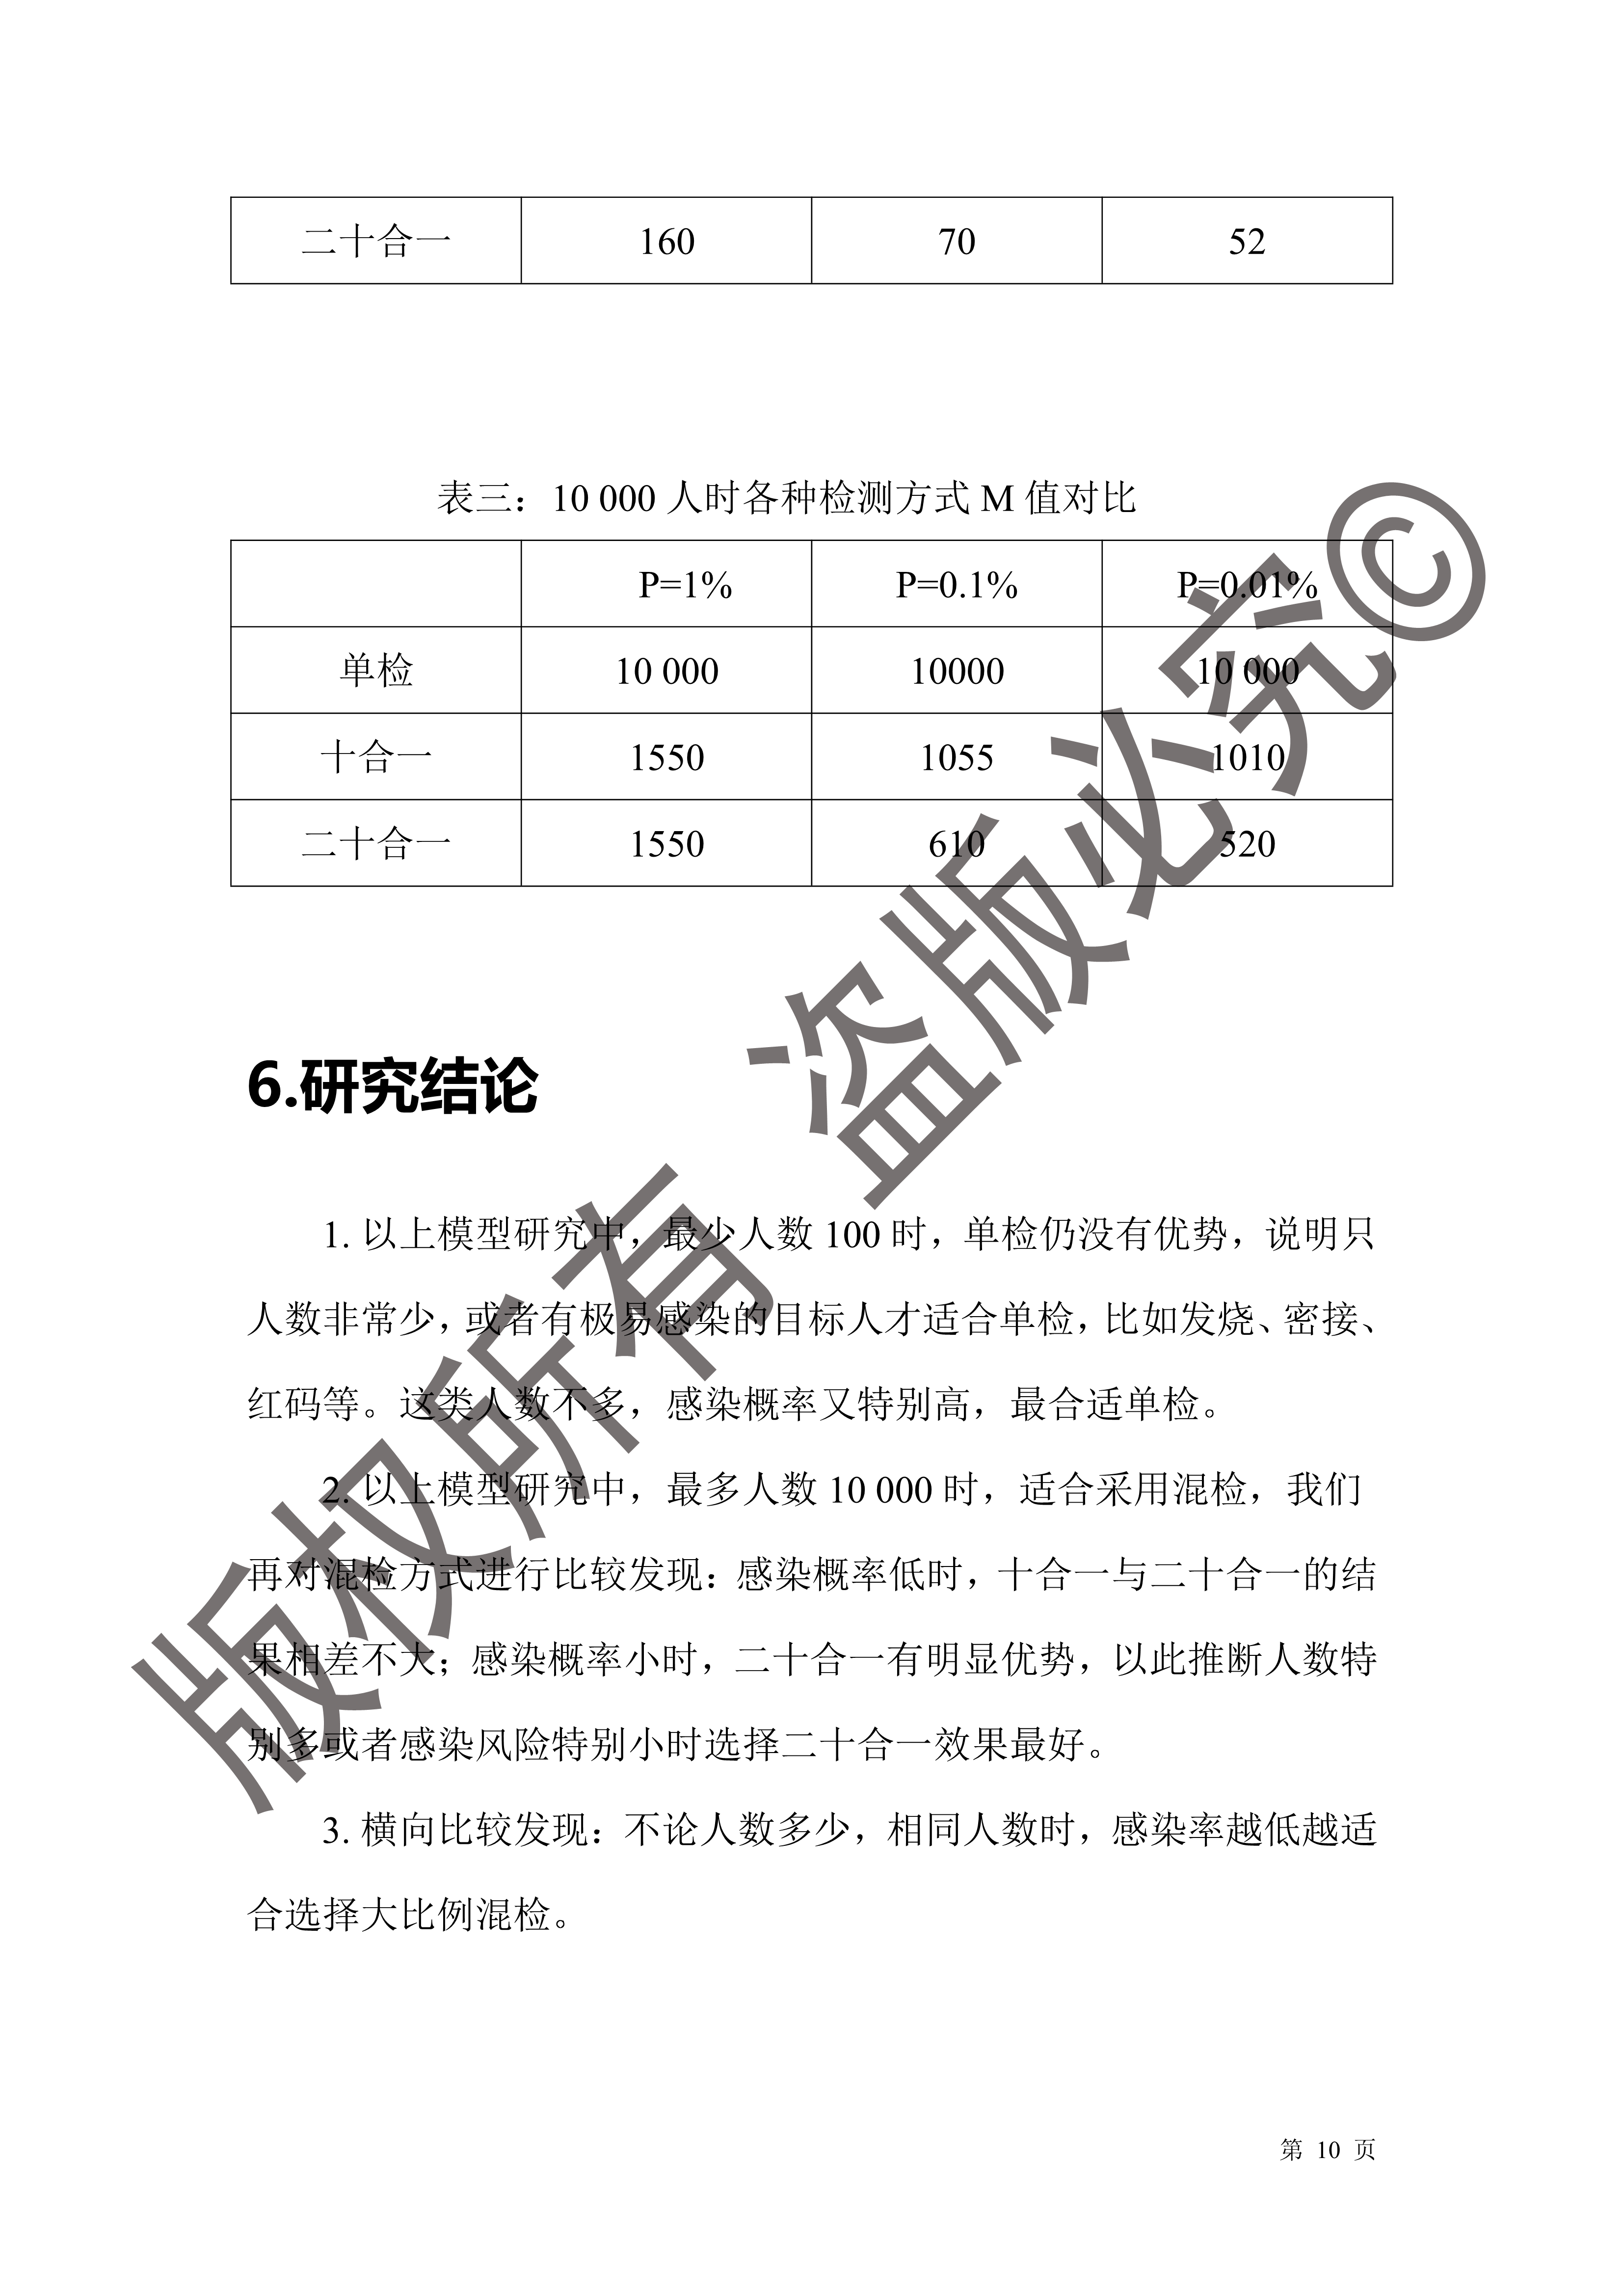 二十合一 160 70 52
表三：10 000 人时各种检测方式 M 值对比
P=1% P=0.1% P=0.01%
单检 10 000 10000 10 000
十合一 1550 1055 1010
二十合一 1550 610 520
6.研究结论
1. 以上模型研究中，最少人数 100 时，单检仍没有优势，说明只
人数非常少，或者有极易感染的目标人才适合单检，比如发烧、密接、
红码等。这类人数不多，感染概率又特别高，最合适单检。
2. 以上模型研究中，最多人数 10 000 时，适合采用混检，我们
再对混检方式进行比较发现：感染概率低时，十合一与二十合一的结
果相差不大；感染概率小时，二十合一有明显优势，以此推断人数特
别多或者感染风险特别小时选择二十合一效果最好。
3. 横向比较发现：不论人数多少，相同人数时，感染率越低越适
合选择大比例混检。
第 10 页
版权所有 盗版必究©